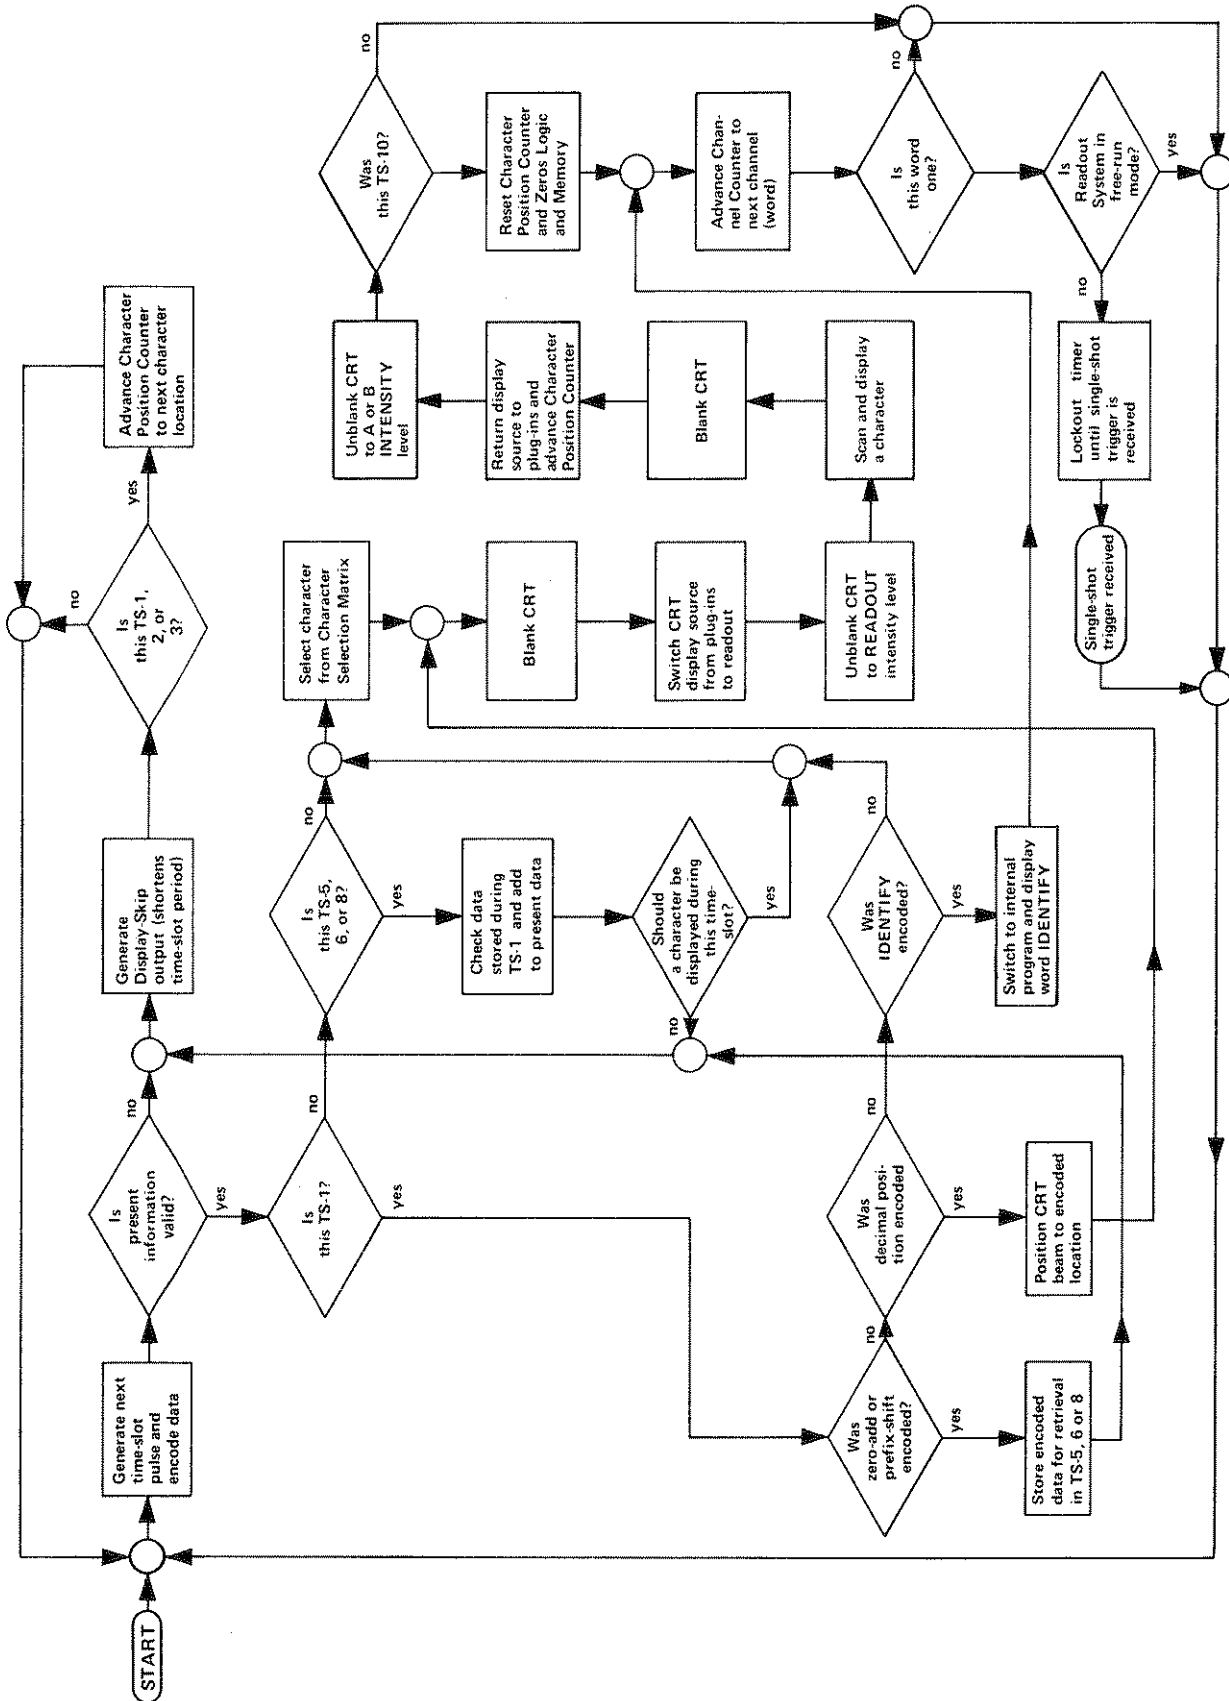 START
Generate next
time-slot
pulse and
encode data
Is
present
information
valid?
no
yes
Generate
Display-Skip
output (shortens
time-slot period)
Is
this TS-1,
2, or
3?
no
yes
Advance Character
Position Counter
to next character
location
Is
this TS-1?
no
yes
Is
this TS-5,
6, or 8?
no
yes
Check data
stored during
TS-1 and add
to present data
Should
a character be
displayed during
this time-
slot?
no
yes
Select character
from Character
Selection Matrix
Blank CRT
Switch CRT
display source
from plug-ins
to readout
Unblank CRT
to READOUT
intensity level
Scan and display
a character
Blank CRT
Return display
source to
plug-ins and
advance Character
Position Counter
Unblank CRT
to A or B
INTENSITY
level
Was
this TS-10?
no
Reset Character
Position Counter
and Zeros Logic
and Memory
Advance Chan-
nel Counter to
next channel
(word)
Is
this word
one?
no
Is
Readout
System in
free-run
mode?
yes
no
Lockout timer
until single-shot
trigger is
received
Single-shot
trigger received
Was
zero-add or
prefix-shift
encoded?
no
yes
Store encoded
data for retrieval
in TS-5, 6 or 8
Was
decimal posi-
tion encoded
no
yes
Position CRT
beam to encoded
location
Was
IDENTIFY
encoded?
no
yes
Switch to internal
program and display
word IDENTIFY